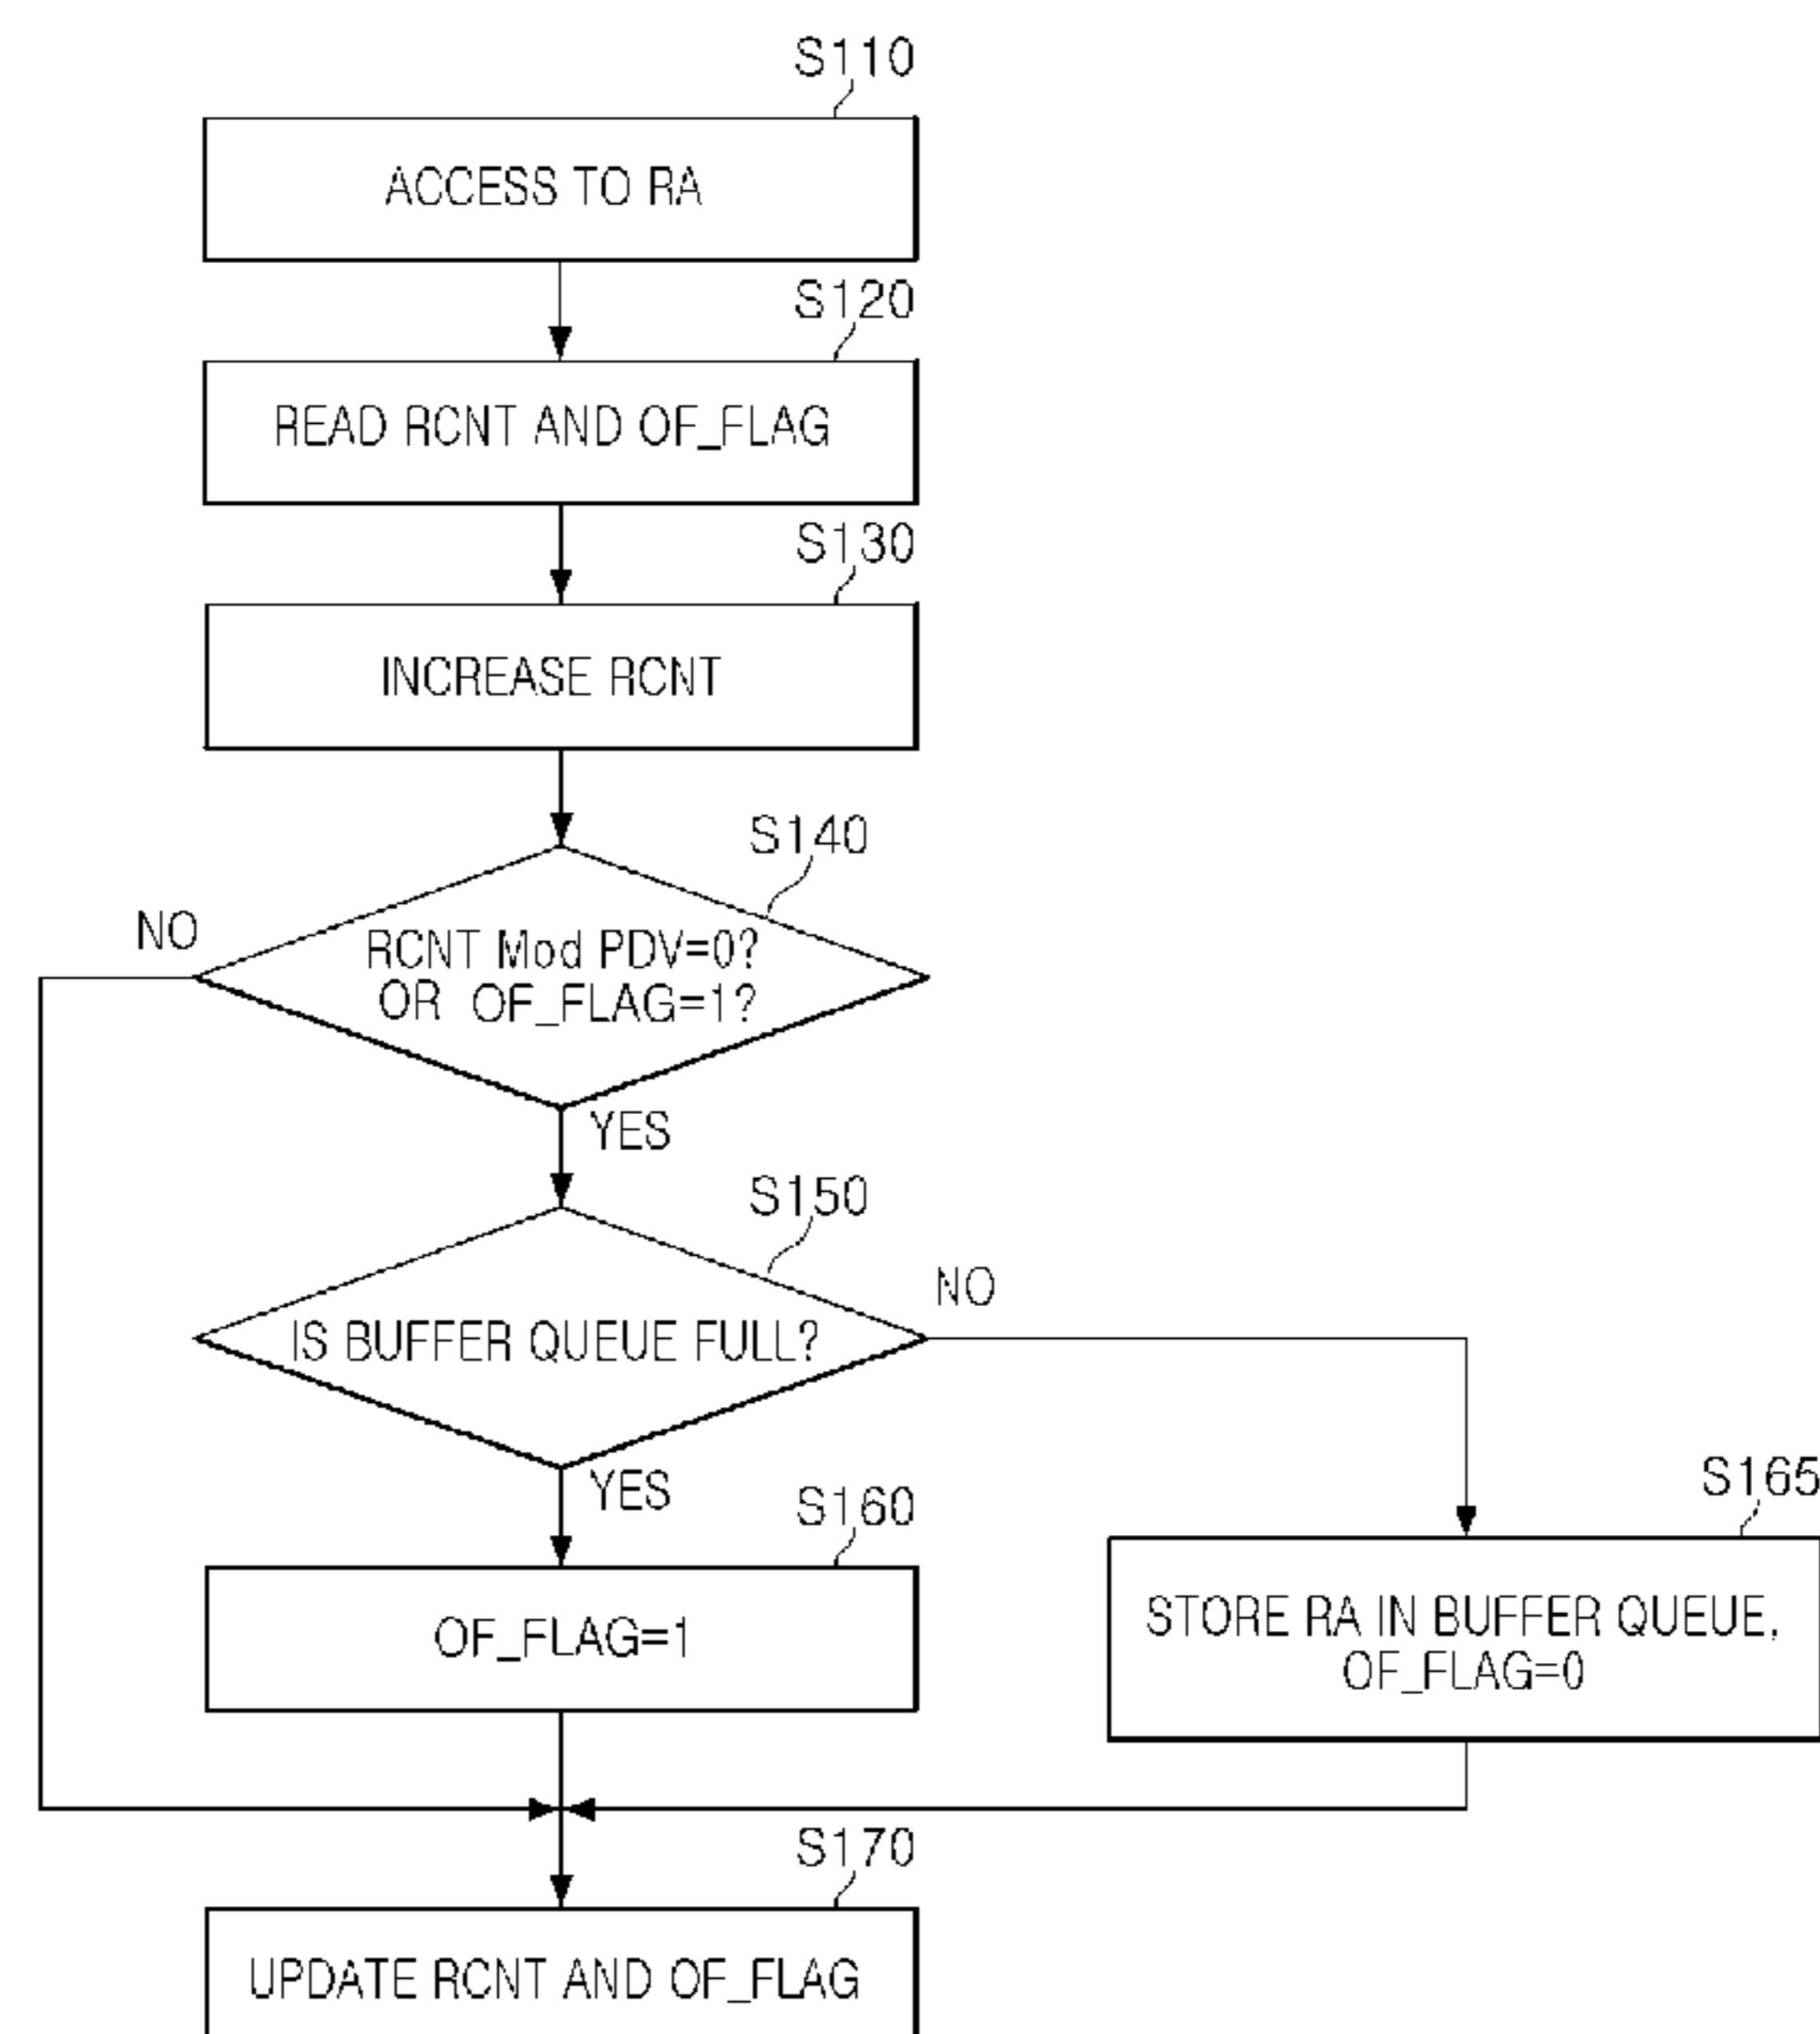 S110
ACCESS TO RA
S120
READ RCNT AND OF_FLAG
S130
INCREASE RCNT
S140
NO
RCNT Mod PDV=0?
OR OF_FLAG=1?
YES
S150
NO
IS BUFFER QUEUE FULL?
YES
S160
S165
OF_FLAG=1
STORE RA IN BUFFER QUEUE,
OF_FLAG=0
S170
UPDATE RCNT AND OF_FLAG